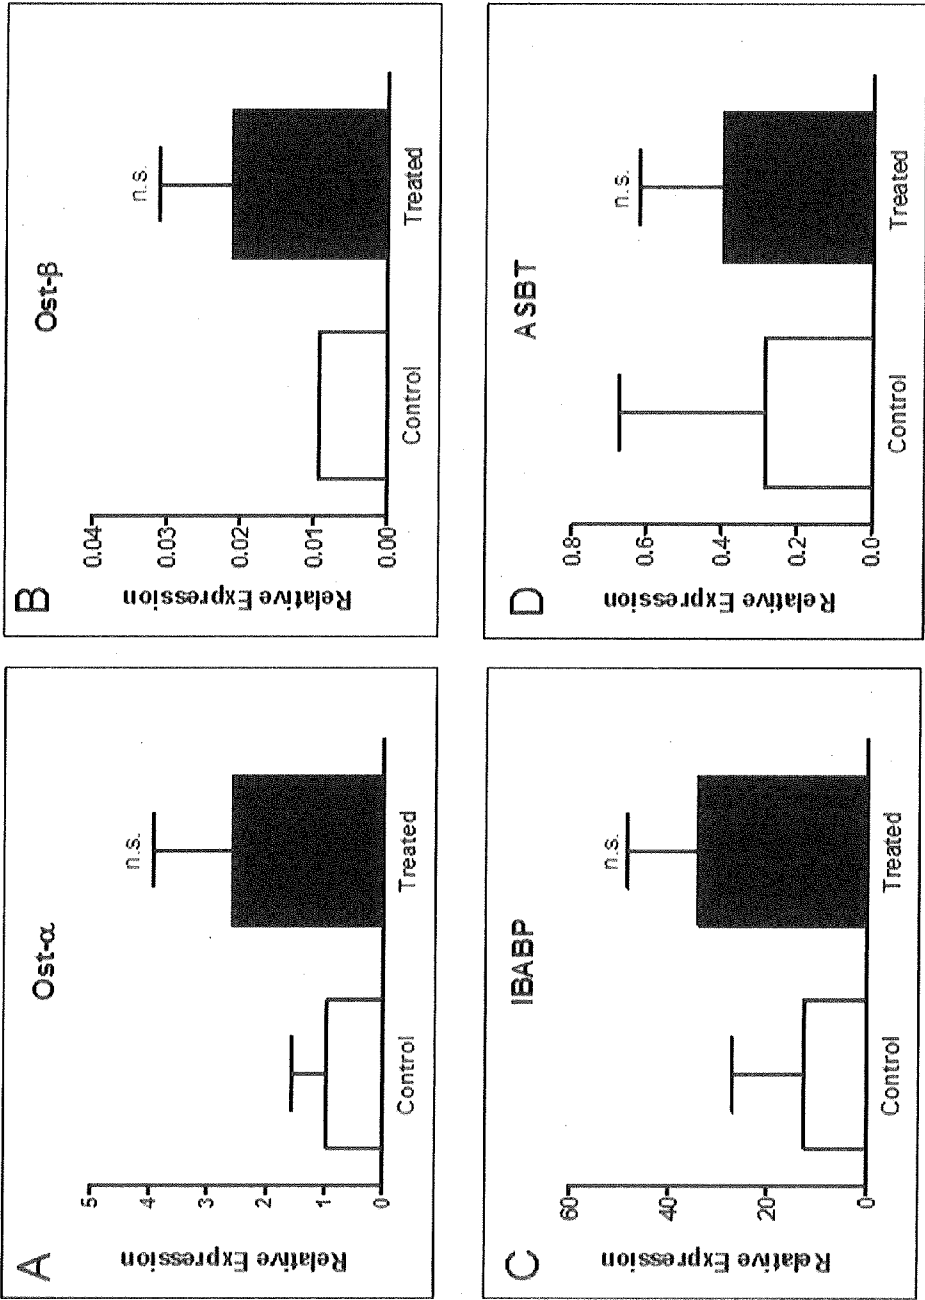 A
Ost-α
Relative Expression
5
4
3
2
1
0
n.s.
Control
Treated
B
Ost-β
Relative Expression
0.04
0.03
0.02
0.01
0.00
n.s.
Control
Treated
C
IBABP
Relative Expression
60
40
20
0
n.s.
Control
Treated
D
ASBT
Relative Expression
0.8
0.6
0.4
0.2
0.0
n.s.
Control
Treated